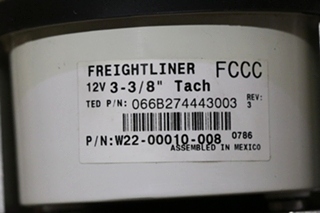 FREIGHTLINER FCCC
12V 3-3/8" Tach
TED P/N: 066B274443003 REV: 3
P/N: W22-00010-008 0786
ASSEMBLED IN MEXICO